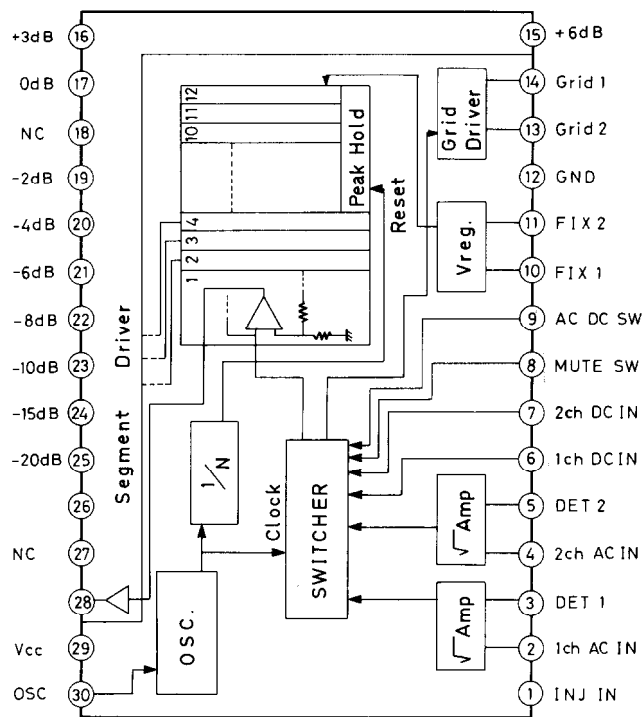 +3dB 16
0dB 17
NC 18
-2dB 19
-4dB 20
-6dB 21
-8dB 22
-10dB 23
-15dB 24
-20dB 25
26
NC 27
28
Vcc 29
OSC 30
Segment Driver
12
11
10
4
3
2
1
Peak Hold
Reset
1/N
OSC.
Clock
SWITCHER
Grid Driver
Vreg.
√Amp
√Amp
15 +6dB
14 Grid 1
13 Grid 2
12 GND
11 FIX 2
10 FIX 1
9 AC DC SW
8 MUTE SW
7 2ch DC IN
6 1ch DC IN
5 DET 2
4 2ch AC IN
3 DET 1
2 1ch AC IN
1 INJ IN